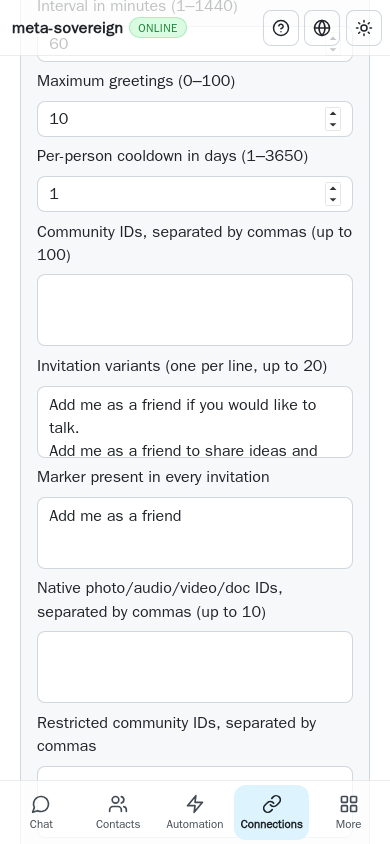 Interval in minutes (1–1440)
meta-sovereign ONLINE
60
Maximum greetings (0–100)
10
Per-person cooldown in days (1–3650)
1
Community IDs, separated by commas (up to
100)
Invitation variants (one per line, up to 20)
Add me as a friend if you would like to
talk.
Add me as a friend to share ideas and
Marker present in every invitation
Add me as a friend
Native photo/audio/video/doc IDs,
separated by commas (up to 10)
Restricted community IDs, separated by
commas
Chat Contacts Automation Connections More